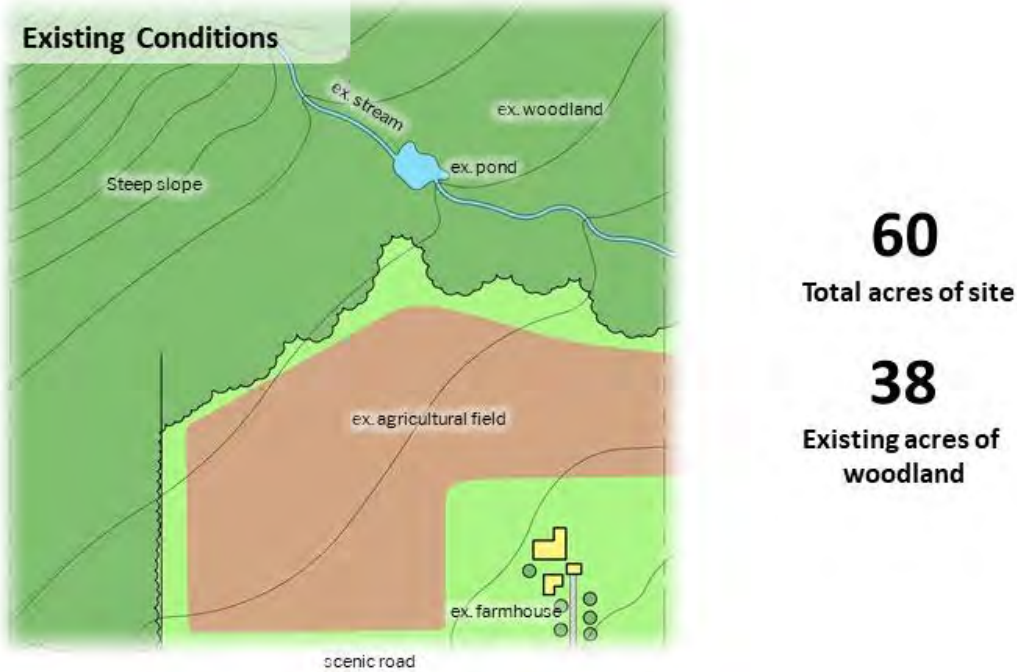 Existing Conditions
ex. stream
ex. woodland
ex. pond
Steep slope
60
Total acres of site
38
Existing acres of
woodland
ex. agricultural field
ex. farmhouse
scenic road